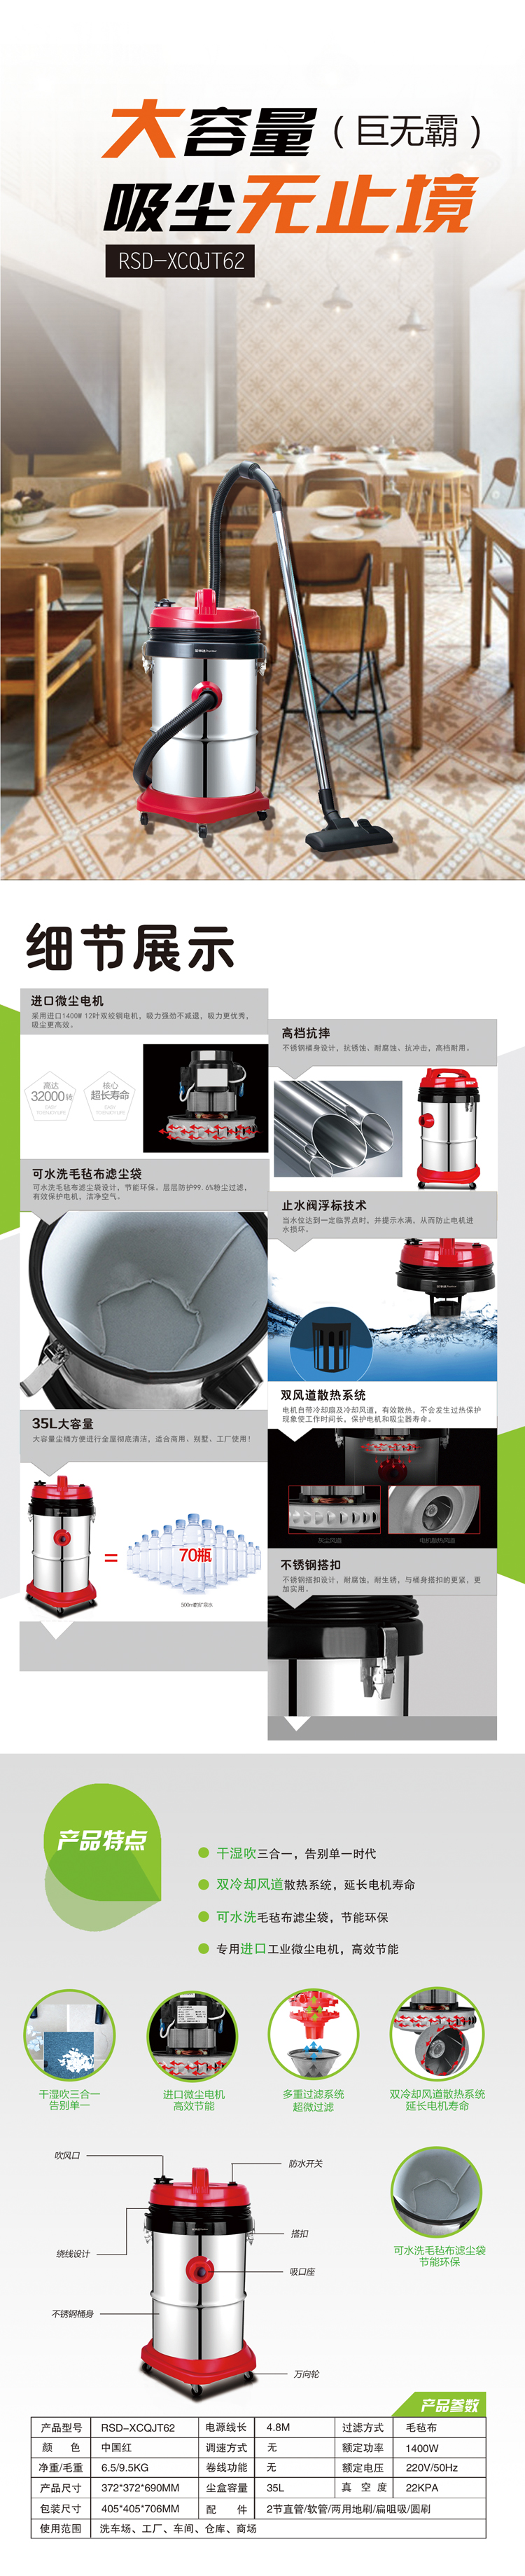 大容量（巨无霸）
吸尘无止境
RSD-XCQJT62
细节展示
进口微尘电机
采用进口1400W 12叶双绞铜电机，吸力强劲不减退，吸力更优秀，
吸尘更高效。
高达
32000转
核心
超长寿命
高档抗摔
不锈钢桶身设计，抗锈蚀、耐腐蚀、抗冲击，高档耐用。
可水洗毛毡布滤尘袋
可水洗毛毡布滤尘袋设计，节能环保。层层防护99.6%粉尘过滤，
有效保护电机，洁净空气。
止水阀浮标技术
当水位达到一定临界点时，并提示水满，从而防止电机进
水损坏。
双风道散热系统
电机自带冷却扇及冷却风道，有效散热，不会发生过热保护
现象使工作时间长，保护电机和吸尘器寿命。
35L大容量
大容量尘桶方便进行全屋彻底清洁，适合商用、别墅、工厂使用！
=
70瓶
灰尘风道
电机散热风道
不锈钢搭扣
不锈钢搭扣设计，耐腐蚀，耐生锈，与桶身搭扣的更紧，更
加实用。
产品特点
干湿吹三合一，告别单一时代
双冷却风道散热系统，延长电机寿命
可水洗毛毡布滤尘袋，节能环保
专用进口工业微尘电机，高效节能
干湿吹三合一
告别单一
进口微尘电机
高效节能
多重过滤系统
超微过滤
双冷却风道散热系统
延长电机寿命
吹风口
防水开关
搭扣
绕线设计
吸口座
不锈钢桶身
万向轮
可水洗毛毡布滤尘袋
节能环保
产品参数
产品型号 RSD-XCQJT62 电源线长 4.8M 过滤方式 毛毡布
颜 色 中国红 调速方式 无 额定功率 1400W
净重/毛重 6.5/9.5KG 卷线功能 无 额定电压 220V/50Hz
产品尺寸 372*372*690MM 尘盒容量 35L 真 空 度 22KPA
包装尺寸 405*405*706MM 配 件 2节直管/软管/两用地刷/扁咀吸/圆刷
使用范围 洗车场、工厂、车间、仓库、商场